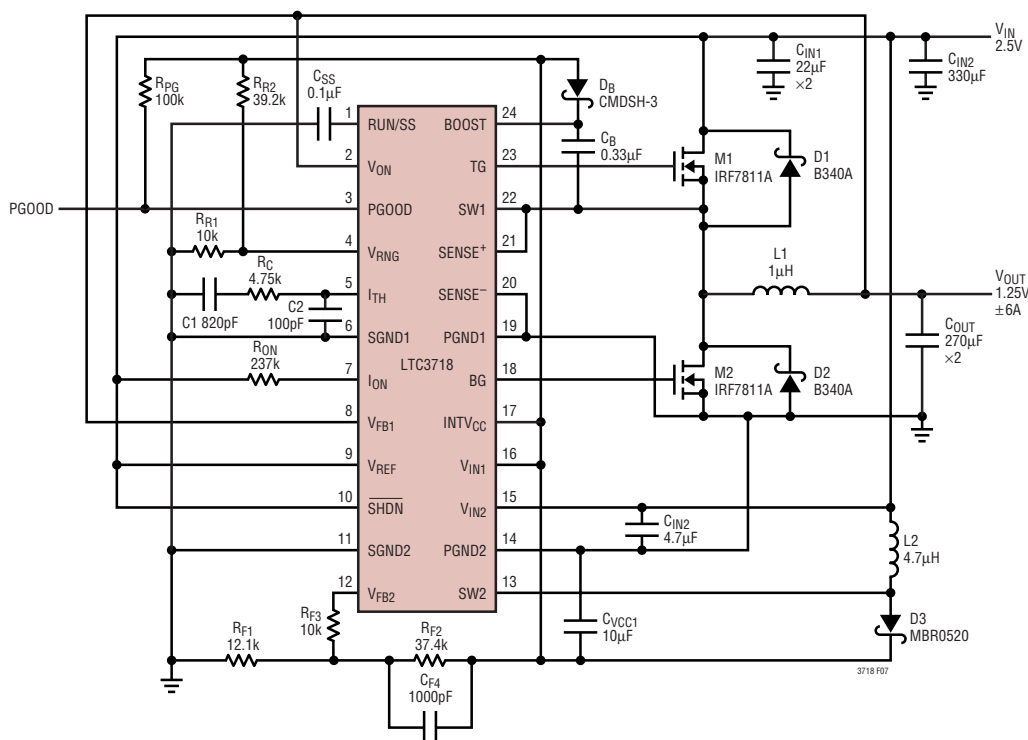 VIN
2.5V
CIN1
22µF
×2
CIN2
330µF
RPG
100k
RR2
39.2k
CSS
0.1µF
DB
CMDSH-3
CB
0.33µF
1
RUN/SS
BOOST
24
2
VON
TG
23
M1
IRF7811A
D1
B340A
PGOOD
3
PGOOD
SW1
22
RR1
10k
4
VRNG
SENSE+
21
RC
4.75k
5
ITH
SENSE–
20
L1
1µH
VOUT
1.25V
±6A
C1 820pF
C2
100pF
6
SGND1
PGND1
19
COUT
270µF
×2
LTC3718
RON
237k
7
ION
BG
18
M2
IRF7811A
D2
B340A
8
VFB1
INTVCC
17
9
VREF
VIN1
16
10
SHDN
VIN2
15
CIN2
4.7µF
L2
4.7µH
11
SGND2
PGND2
14
12
VFB2
SW2
13
RF3
10k
CVCC1
10µF
D3
MBR0520
RF1
12.1k
RF2
37.4k
CF4
1000pF
3718 F07